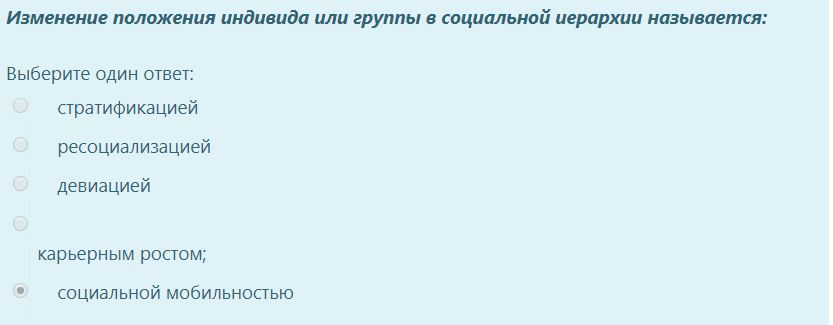 Изменение положения индивида или группы в социальной иерархии называется:
Выберите один ответ:
стратификацией
ресоциализацией
девиацией
карьерным ростом;
социальной мобильностью